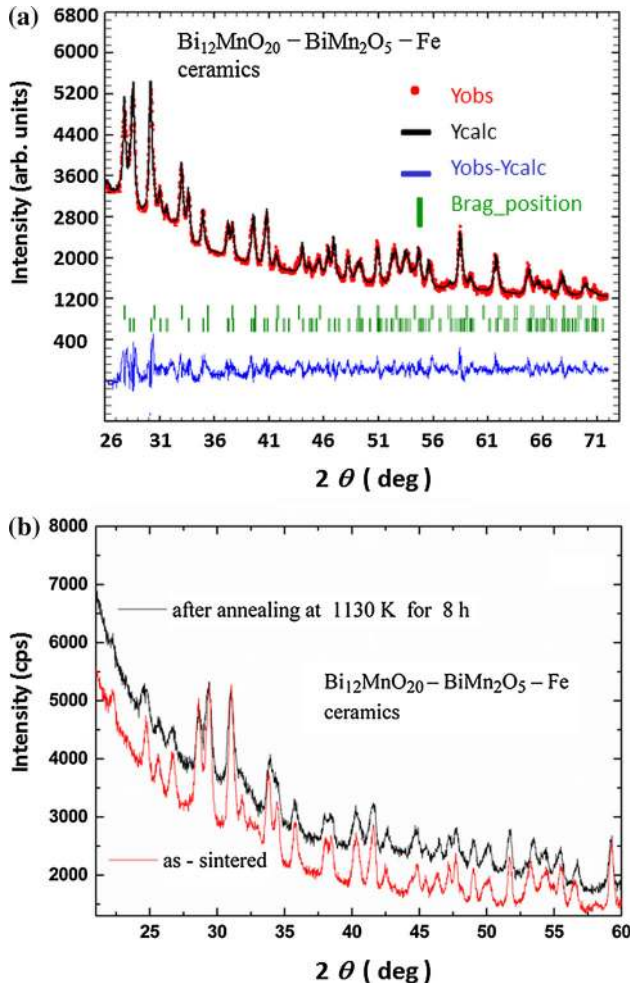 (a)
6800
6000
5200
4400
3600
2800
2000
1200
400
Intensity (arb. units)
Bi₁₂MnO₂₀ – BiMn₂O₅ – Fe
ceramics
Yobs
Ycalc
Yobs-Ycalc
Brag_position
26 31 36 41 46 51 56 61 66 71
2 θ ( deg )
(b)
8000
7000
6000
5000
4000
3000
2000
Intensity (cps)
after annealing at 1130 K for 8 h
Bi₁₂MnO₂₀ – BiMn₂O₅ – Fe
ceramics
as - sintered
25 30 35 40 45 50 55 60
2 θ ( deg )